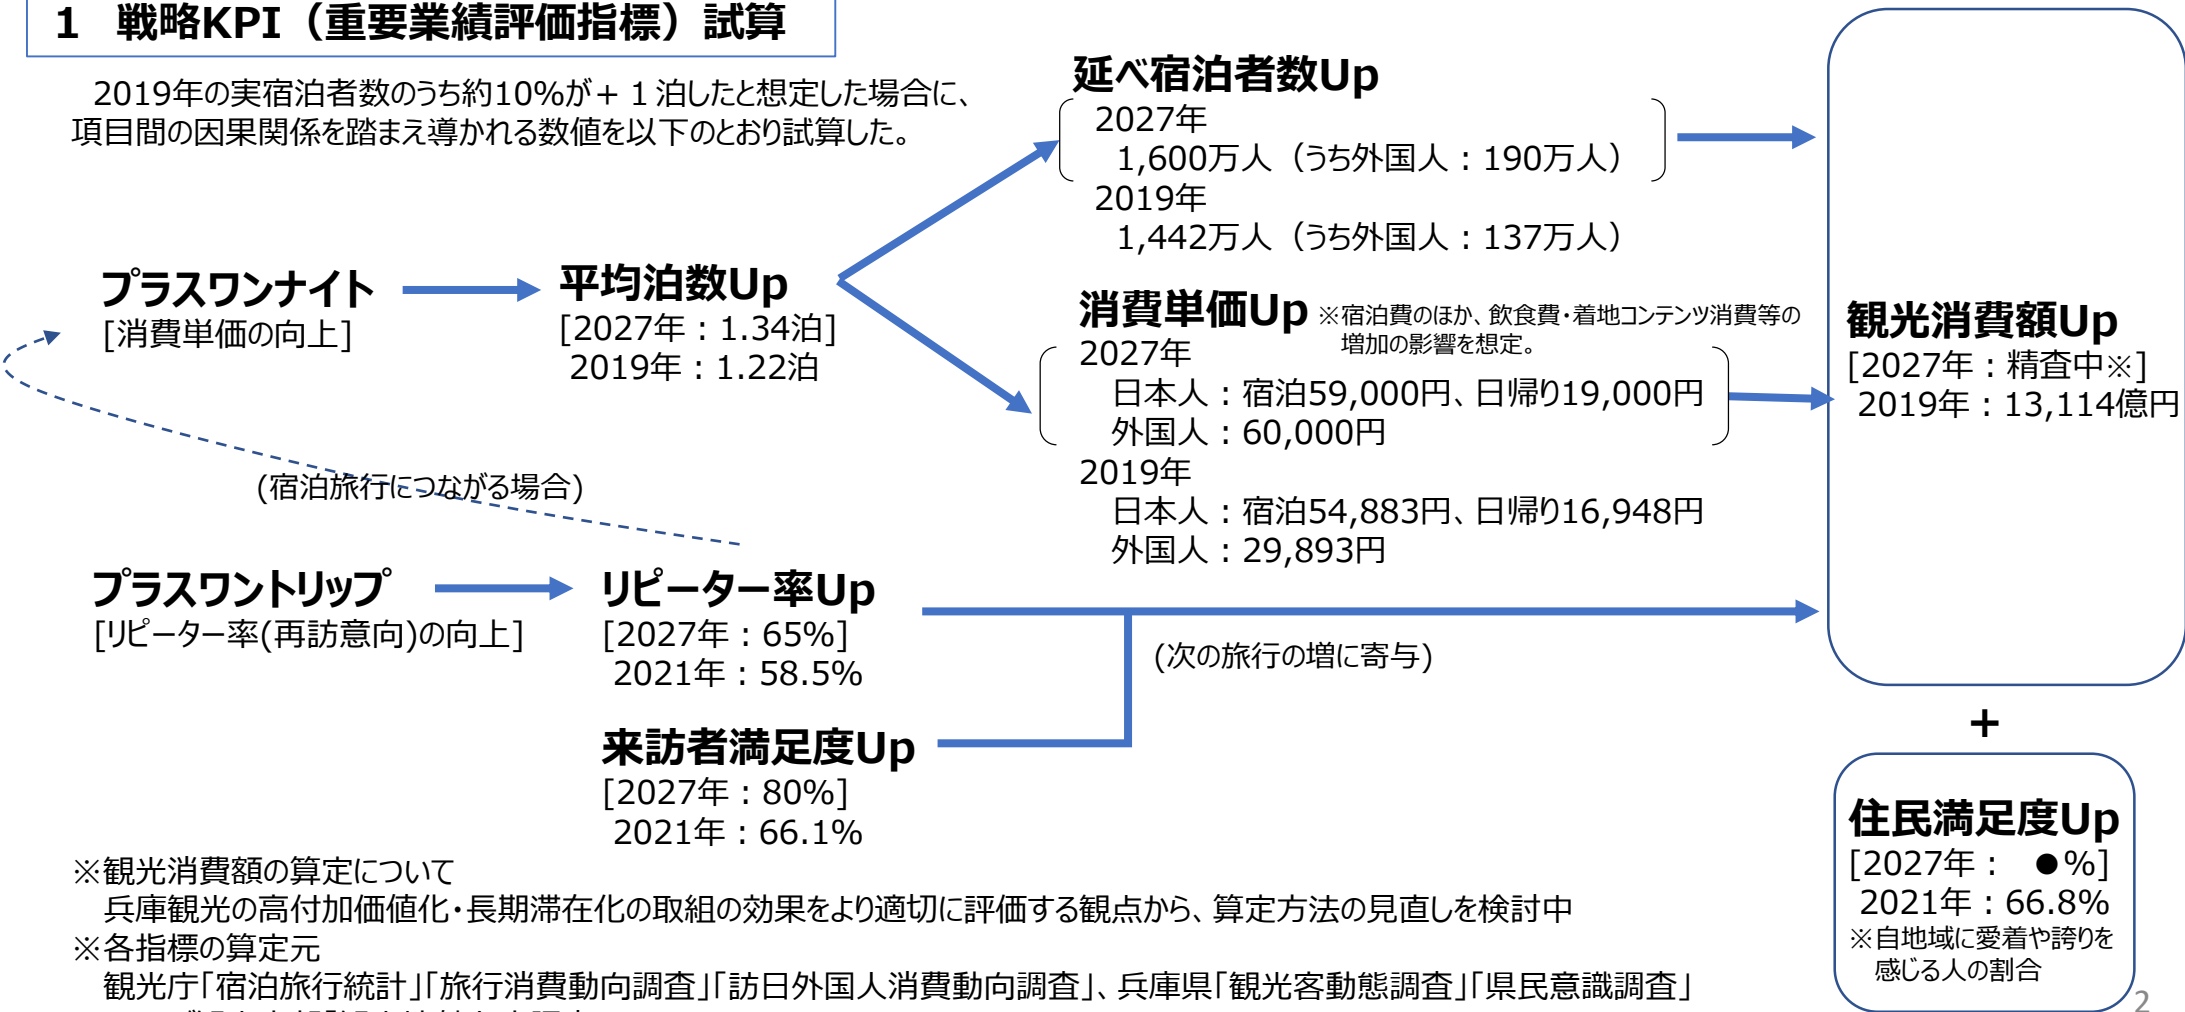 1 戦略KPI（重要業績評価指標）試算
2019年の実宿泊者数のうち約10%が＋１泊したと想定した場合に、
項目間の因果関係を踏まえ導かれる数値を以下のとおり試算した。
延べ宿泊者数Up
2027年
1,600万人（うち外国人：190万人）
2019年
1,442万人（うち外国人：137万人）
プラスワンナイト
[消費単価の向上]
平均泊数Up
[2027年：1.34泊]
2019年：1.22泊
消費単価Up ※宿泊費のほか、飲食費・着地コンテンツ消費等の
増加の影響を想定。
2027年
日本人：宿泊59,000円、日帰り19,000円
外国人：60,000円
2019年
日本人：宿泊54,883円、日帰り16,948円
外国人：29,893円
観光消費額Up
[2027年：精査中※]
2019年：13,114億円
(宿泊旅行につながる場合)
プラスワントリップ
[リピーター率(再訪意向)の向上]
リピーター率Up
[2027年：65%]
2021年：58.5%
(次の旅行の増に寄与)
来訪者満足度Up
[2027年：80%]
2021年：66.1%
+
住民満足度Up
[2027年： ●%]
2021年：66.8%
※自地域に愛着や誇りを
感じる人の割合
※観光消費額の算定について
兵庫観光の高付加価値化・長期滞在化の取組の効果をより適切に評価する観点から、算定方法の見直しを検討中
※各指標の算定元
観光庁「宿泊旅行統計」「旅行消費動向調査」「訪日外国人消費動向調査」、兵庫県「観光客動態調査」「県民意識調査」
2